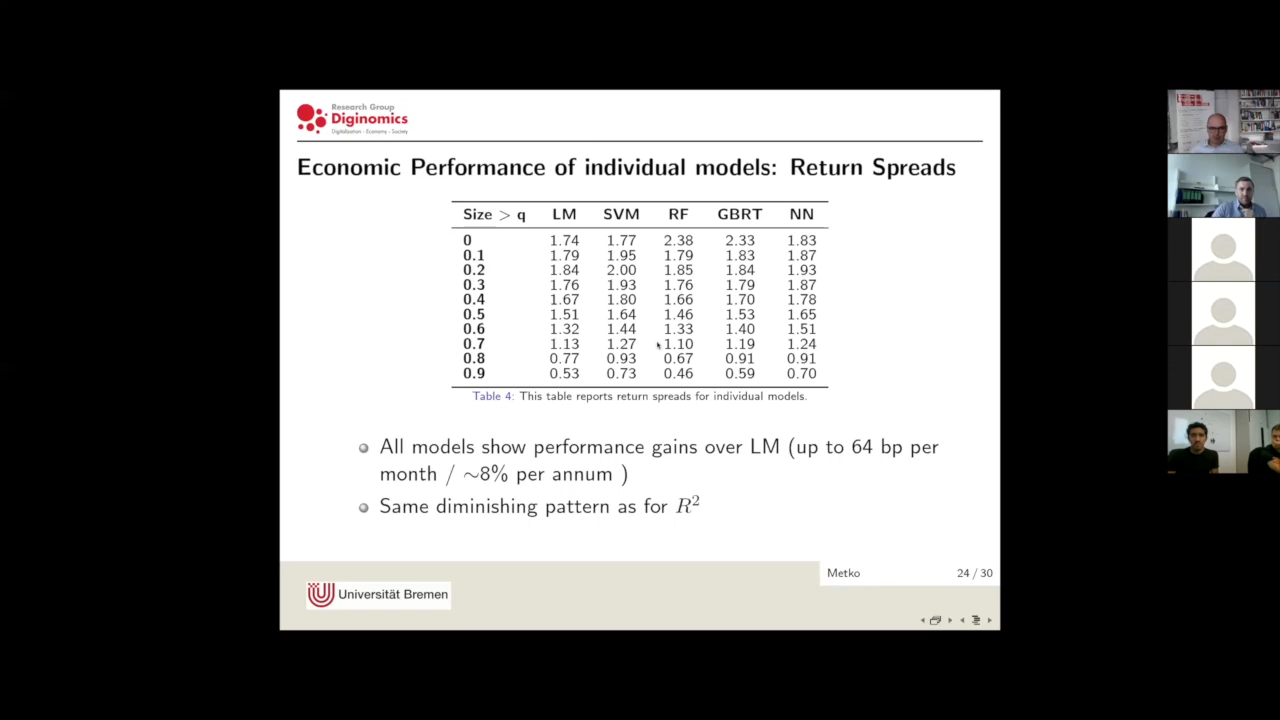 Research Group
Diginomics
Digitalization - Economy - Society
Economic Performance of individual models: Return Spreads
Size > q LM SVM RF GBRT NN
0 1.74 1.77 2.38 2.33 1.83
0.1 1.79 1.95 1.79 1.83 1.87
0.2 1.84 2.00 1.85 1.84 1.93
0.3 1.76 1.93 1.76 1.79 1.87
0.4 1.67 1.80 1.66 1.70 1.78
0.5 1.51 1.64 1.46 1.53 1.65
0.6 1.32 1.44 1.33 1.40 1.51
0.7 1.13 1.27 1.10 1.19 1.24
0.8 0.77 0.93 0.67 0.91 0.91
0.9 0.53 0.73 0.46 0.59 0.70
Table 4: This table reports return spreads for individual models.
All models show performance gains over LM (up to 64 bp per
month / ~8% per annum )
Same diminishing pattern as for R²
Metko 24 / 30
Universität Bremen